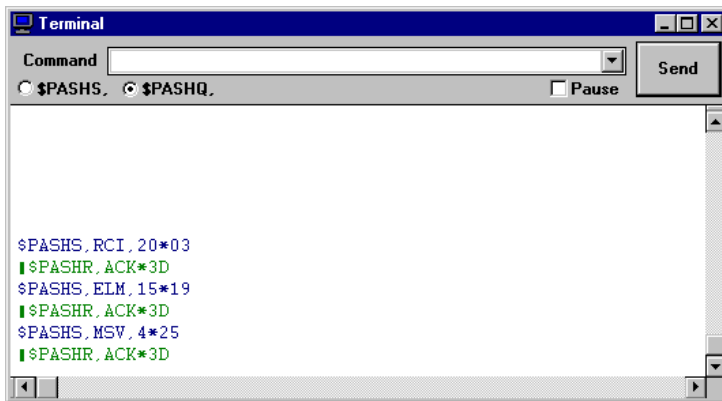 Terminal
Command
Send
$PASHS, $PASHQ,
Pause
$PASHS,RCI,20*03
$PASHR,ACK*3D
$PASHS,ELM,15*19
$PASHR,ACK*3D
$PASHS,MSV,4*25
$PASHR,ACK*3D